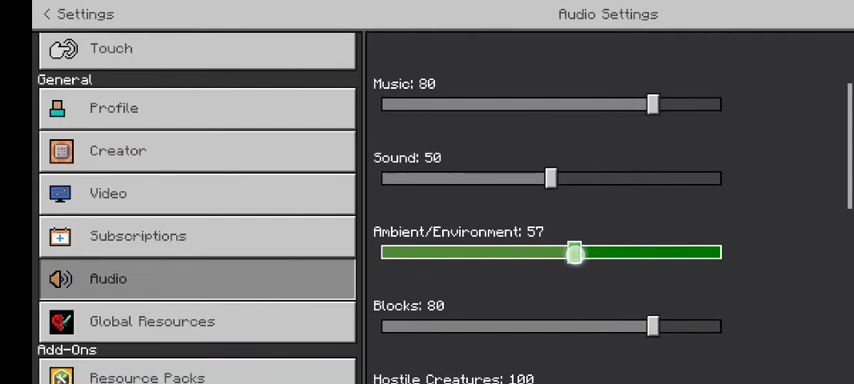 < Settings
Audio Settings
Touch
General
Profile
Creator
Video
Subscriptions
Audio
Global Resources
Add-Ons
Resource Packs
Music: 80
Sound: 50
Ambient/Environment: 57
Blocks: 80
Hostile Creatures: 100